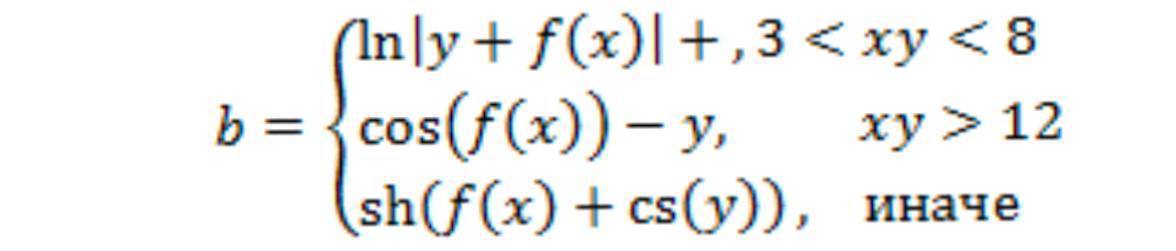 ln|y + f(x)| + , 3 < xy < 8
b = { cos(f(x)) − y, xy > 12
sh(f(x) + cs(y)), иначе